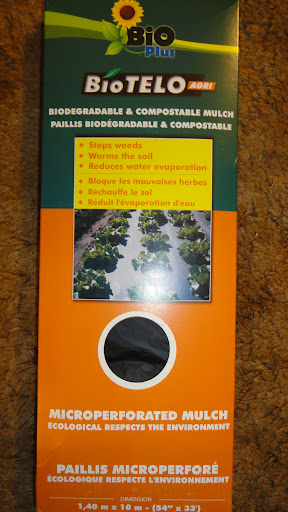 BiO
Plus
BIOTELO AGRI
BIODEGRADABLE & COMPOSTABLE MULCH
PAILLIS BIODÉGRADABLE & COMPOSTABLE
• Stops weeds
• Warms the soil
• Reduces water evaporation
• Bloque les mauvaises herbes
• Réchauffe le sol
• Réduit l'évaporation d'eau
MICROPERFORATED MULCH
ECOLOGICAL RESPECTS THE ENVIRONMENT
PAILLIS MICROPERFORÉ
ÉCOLOGIQUE RESPECTE L'ENVIRONNEMENT
DIMENSION
1,40 m x 10 m - (54" x 33')